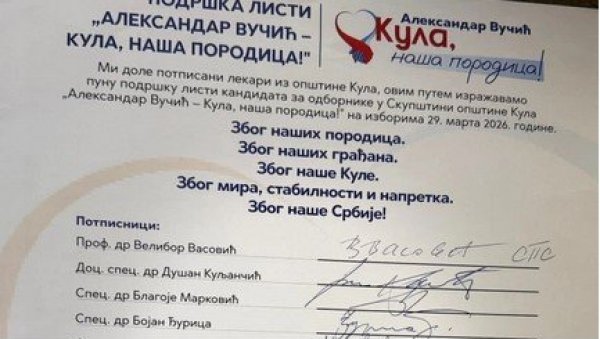 ПОДРШКА ЛИСТИ
„АЛЕКСАНДАР ВУЧИЋ –
КУЛА, НАША ПОРОДИЦА!"
Александар Вучић
Кула,
наша породица!
Ми доле потписани лекари из општине Кула, овим путем изражавамо
пуну подршку листи кандидата за одборнике у Скупштини општине Кула
„Александар Вучић – Кула, наша породица!" на изборима 29. марта 2026. године.
Због наших породица.
Због наших грађана.
Због наше Куле.
Због мира, стабилности и напретка.
Због наше Србије!
Потписници:
Проф. др Велибор Васовић ВВасовић СПС
Доц. спец. др Душан Куљанчић
Спец. др Благоје Марковић
Спец. др Бојан Ђурица